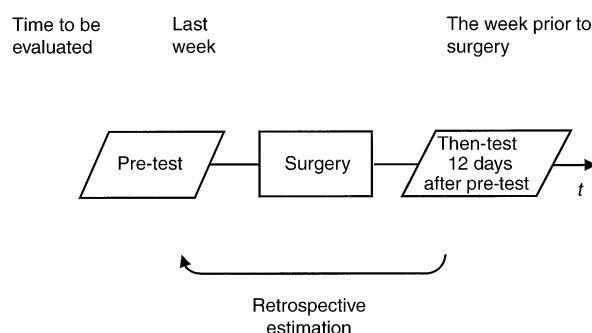 Time to be
evaluated
Last
week
The week prior to
surgery
Pre-test
Surgery
Then-test
12 days
after pre-test
t
Retrospective
estimation